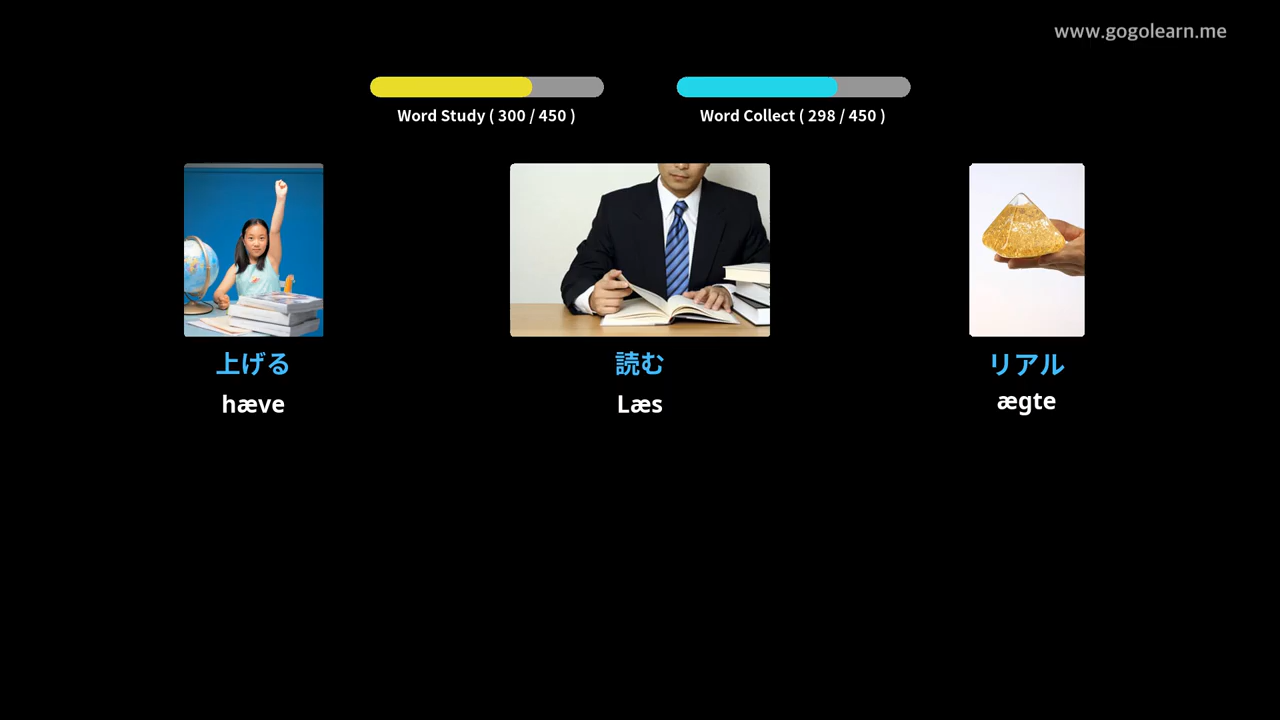 www.gogolearn.me
Word Study ( 300 / 450 )
Word Collect ( 298 / 450 )
上げる
hæve
読む
Læs
リアル
ægte